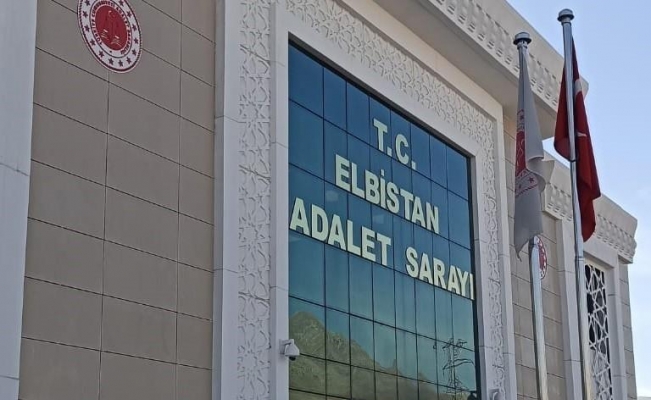 T.C.
ELBİSTAN
ADALET SARAYI